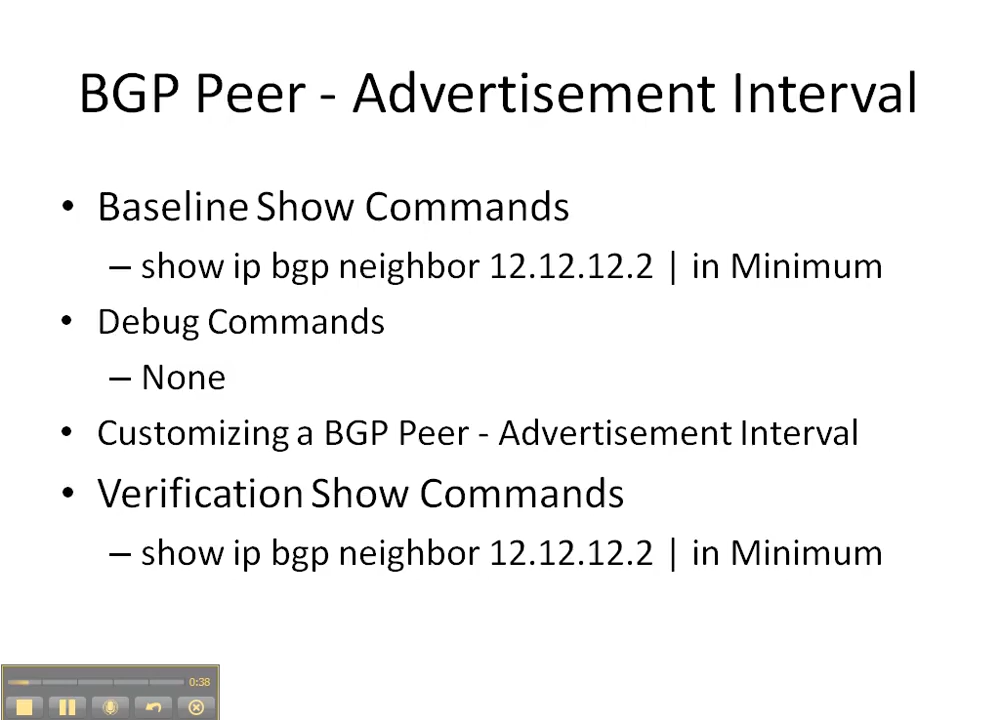 BGP Peer - Advertisement Interval
• Baseline Show Commands
– show ip bgp neighbor 12.12.12.2 | in Minimum
• Debug Commands
– None
• Customizing a BGP Peer - Advertisement Interval
• Verification Show Commands
– show ip bgp neighbor 12.12.12.2 | in Minimum
0:38